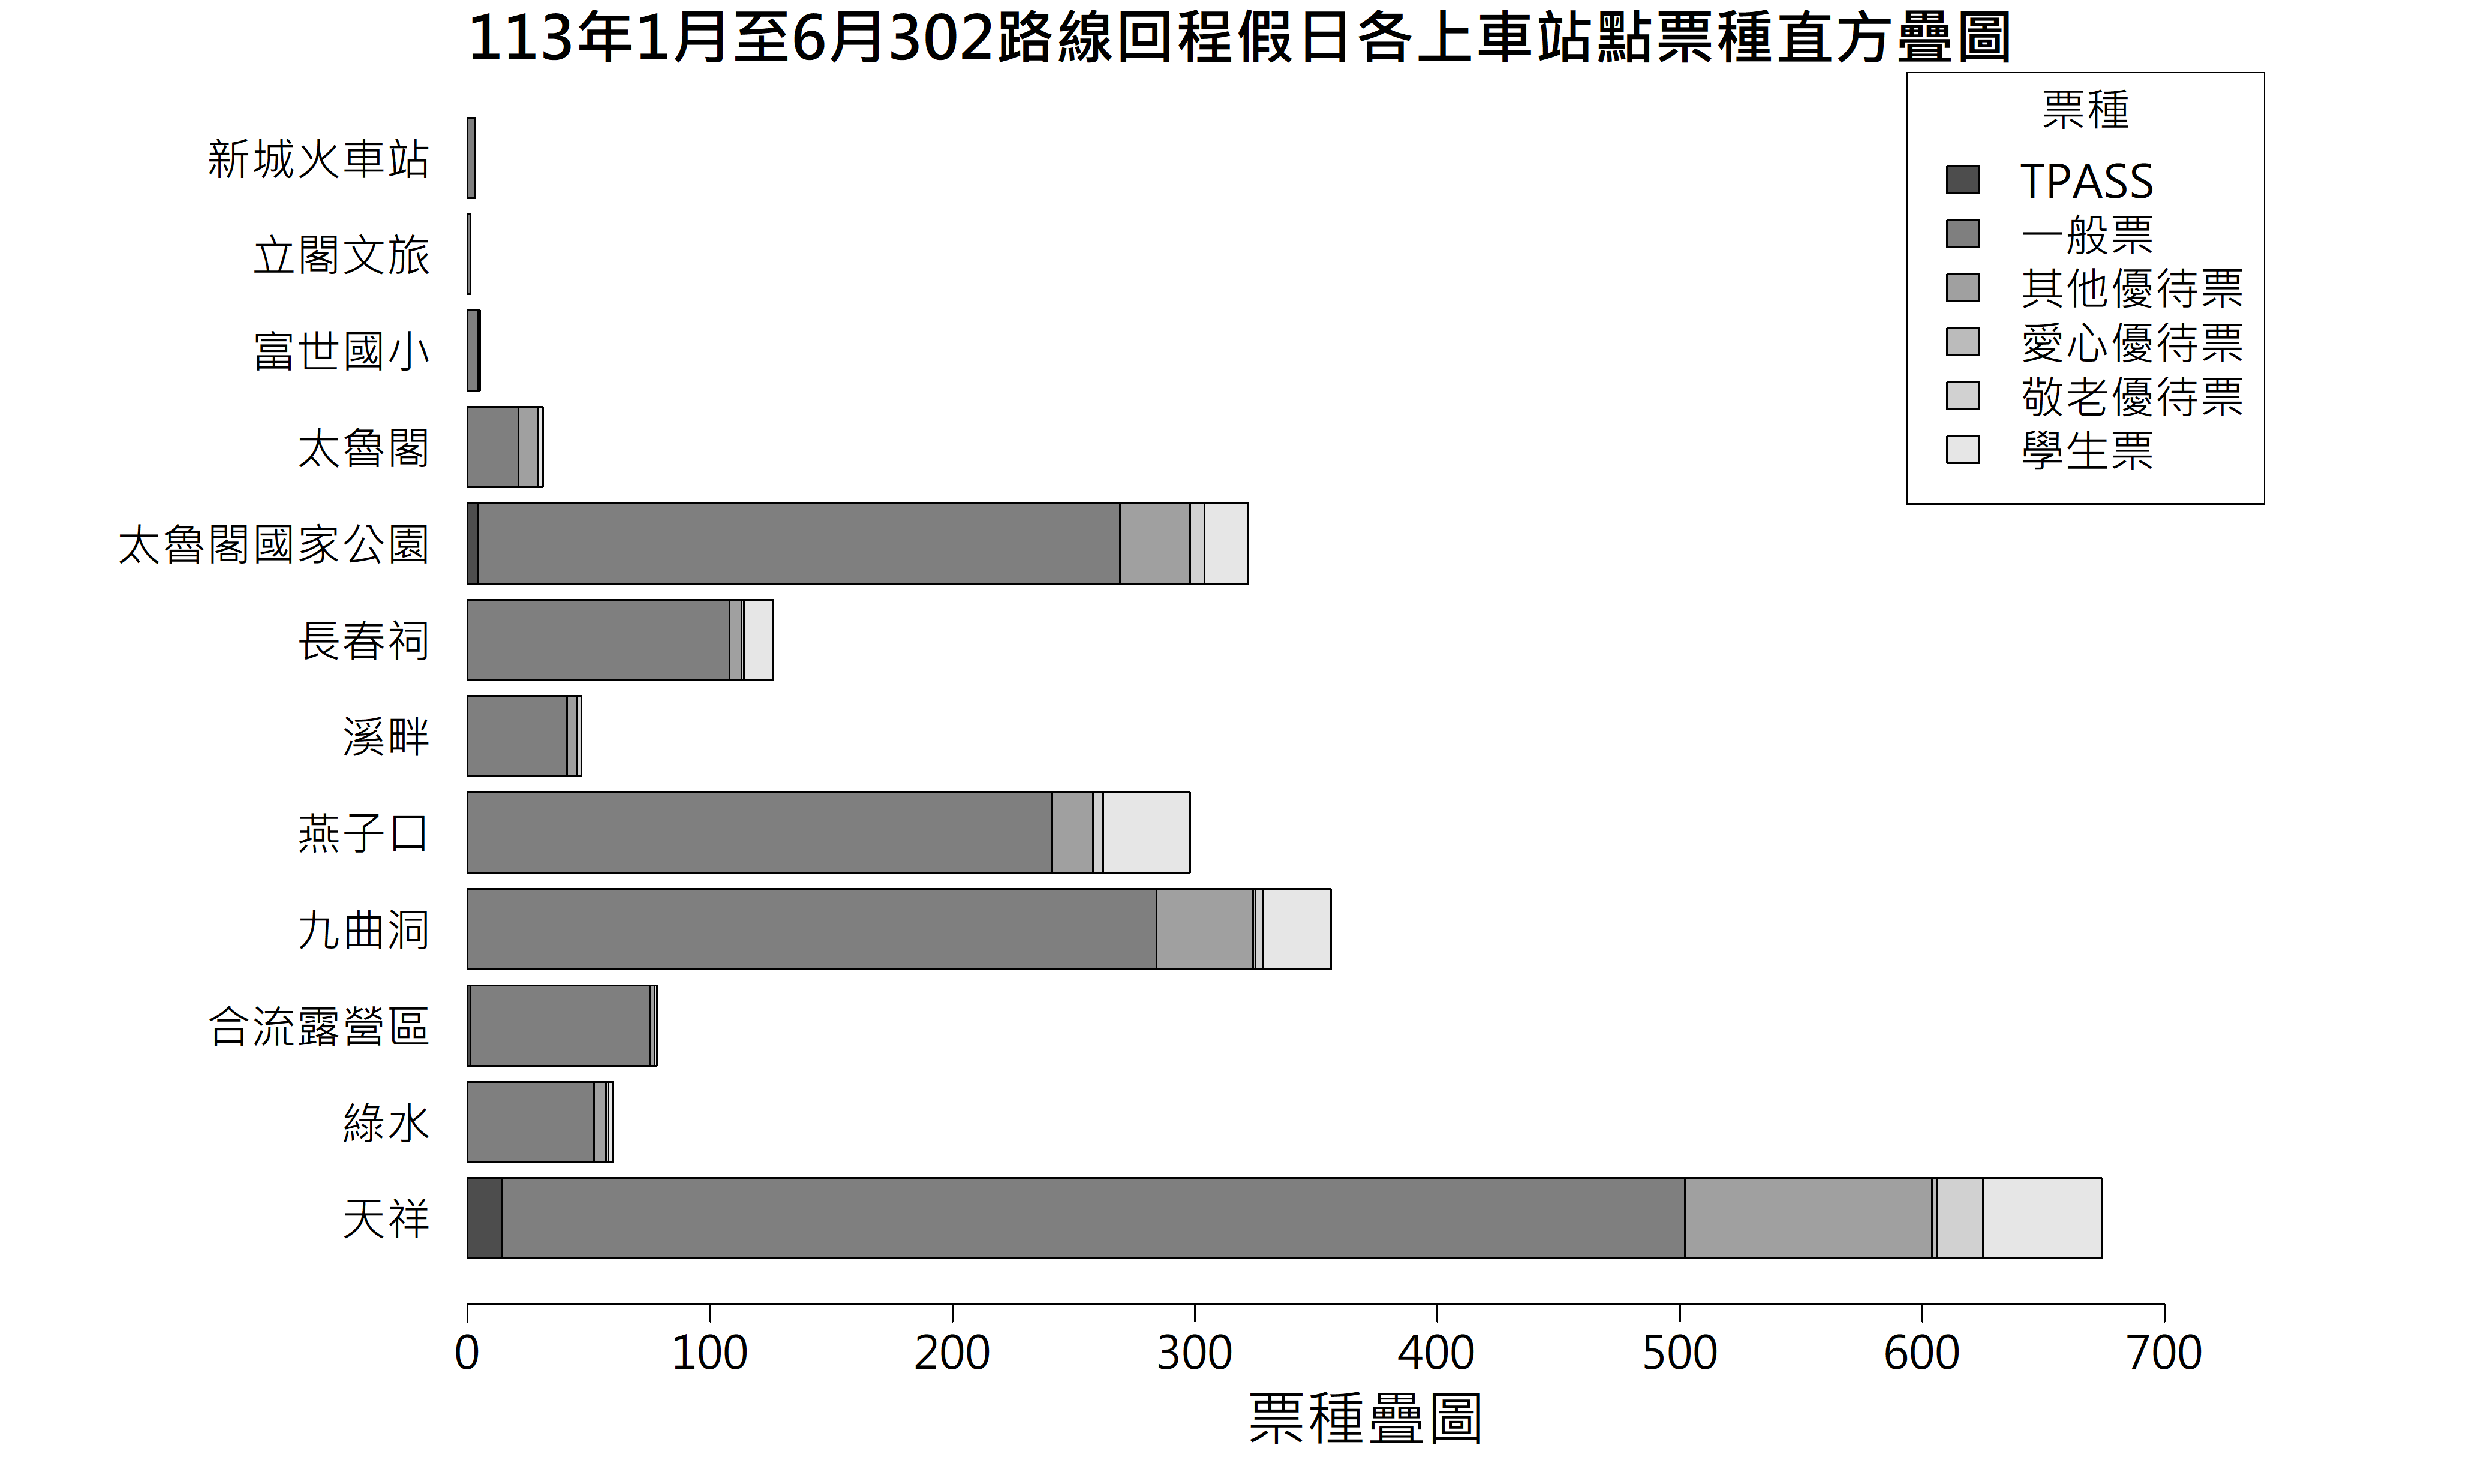 113年1月至6月302路線回程假日各上車站點票種直方疊圖
票種
TPASS
一般票
其他優待票
愛心優待票
敬老優待票
學生票
新城火車站
立閣文旅
富世國小
太魯閣
太魯閣國家公園
長春祠
溪畔
燕子口
九曲洞
合流露營區
綠水
天祥
0 100 200 300 400 500 600 700
票種疊圖